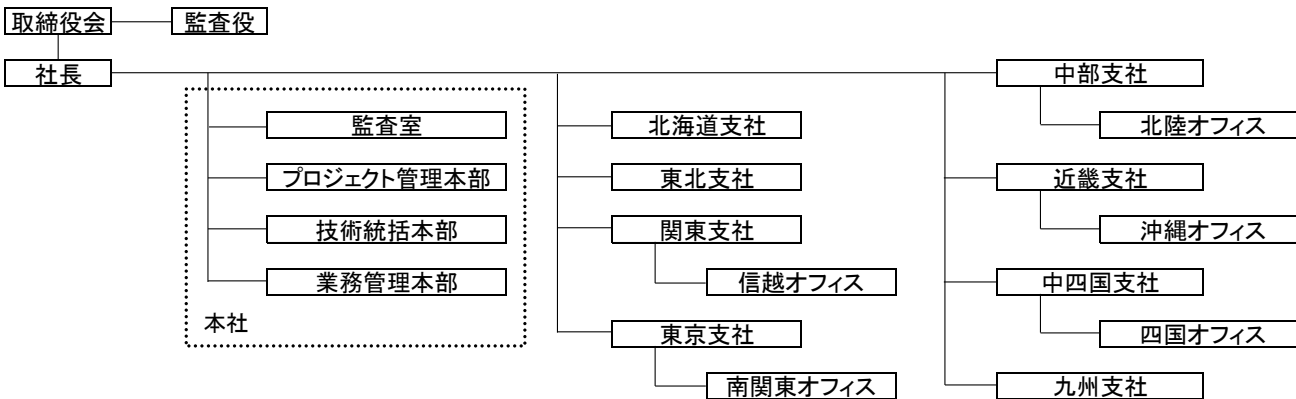 取締役会
監査役
社長
監査室
プロジェクト管理本部
技術統括本部
業務管理本部
本社
北海道支社
東北支社
関東支社
信越オフィス
東京支社
南関東オフィス
中部支社
北陸オフィス
近畿支社
沖縄オフィス
中四国支社
四国オフィス
九州支社